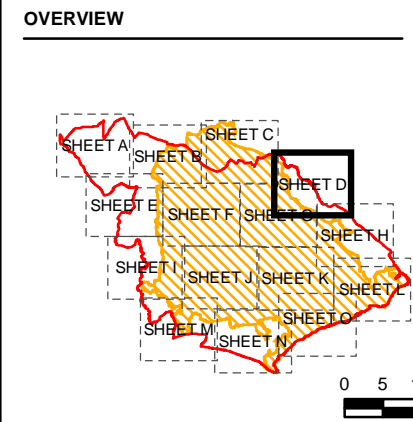 OVERVIEW
SHEET C
SHEET A
SHEET B
SHEET D
SHEET E
SHEET F
SHEET G
SHEET H
SHEET I
SHEET J
SHEET K
SHEET L
SHEET M
SHEET N
SHEET O
0 5